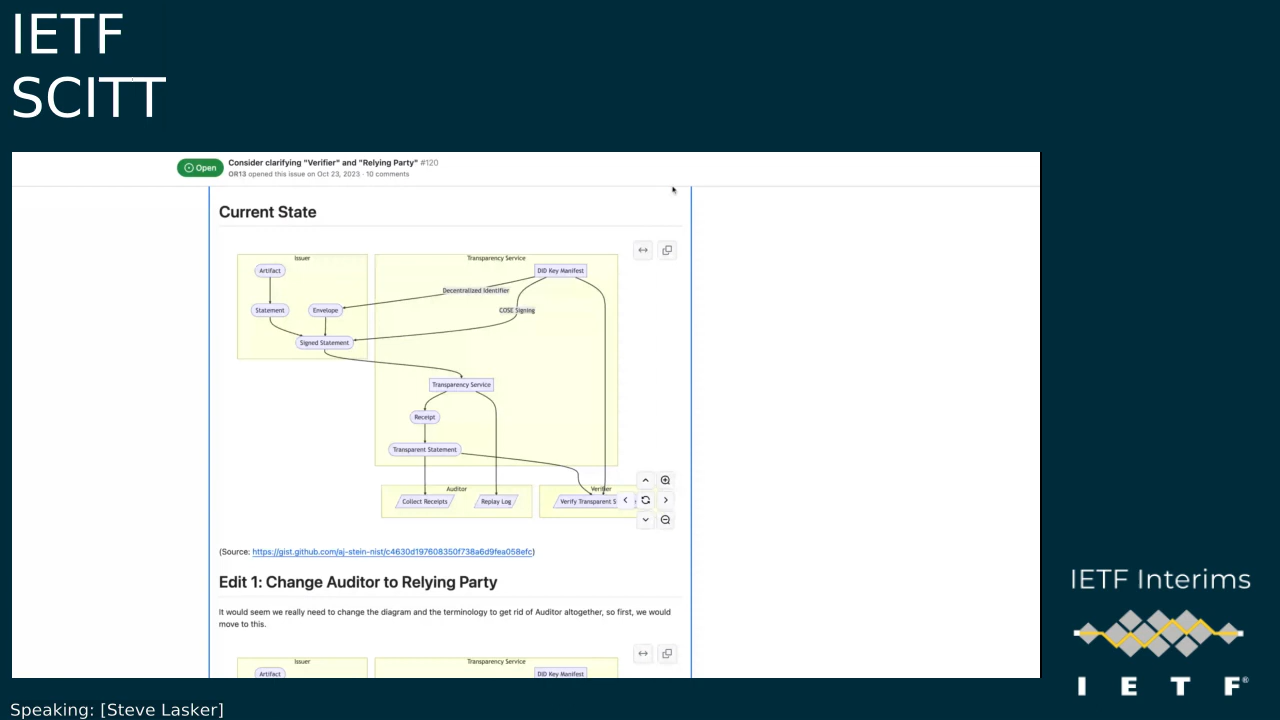 IETF
SCITT
Open
Consider clarifying "Verifier" and "Relying Party" #120
OR13 opened this issue on Oct 23, 2023 · 10 comments
Current State
Issuer
Transparency Service
Artifact
DID Key Manifest
Decentralized Identifier
Statement
Envelope
COSE Signing
Signed Statement
Transparency Service
Receipt
Transparent Statement
Auditor
Verifier
Collect Receipts
Replay Log
Verify Transparent S
(Source: https://gist.github.com/aj-stein-nist/c4630d197608350f738a6d9fea058efc)
Edit 1: Change Auditor to Relying Party
It would seem we really need to change the diagram and the terminology to get rid of Auditor altogether, so first, we would
move to this.
Issuer
Transparency Service
Artifact
DID Key Manifest
IETF Interims
I E T F®
Speaking: [Steve Lasker]